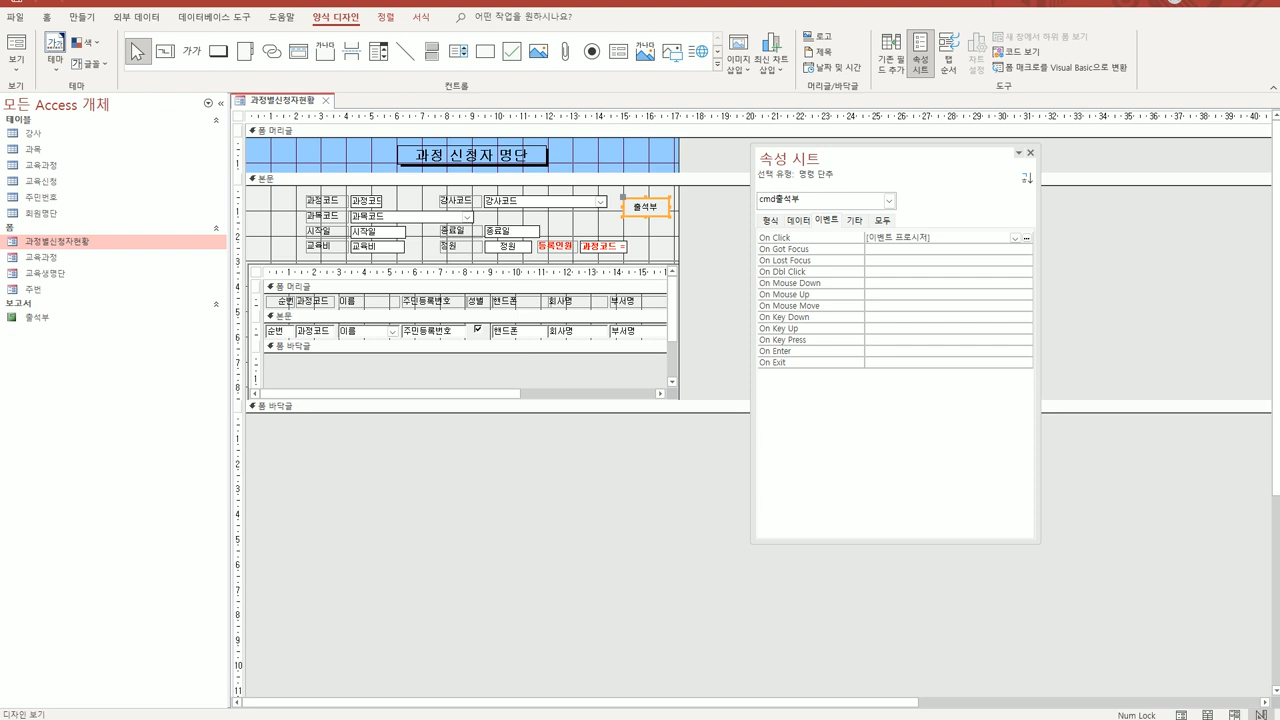 파일 홈 만들기 외부 데이터 데이터베이스 도구 도움말 양식 디자인 정렬 서식 어떤 작업을 원하시나요?
보기
테마
색
글꼴
가가
가나다
가나다
이미지 삽입
최신 차트 삽입
로고
제목
날짜 및 시간
기존 필드 추가
속성 시트
탭 순서
차트 설정
새 창에서 하위 폼 보기
코드 보기
폼 매크로를 Visual Basic으로 변환
보기 테마 컨트롤 머리글/바닥글 도구
모든 Access 개체
테이블
강사
과목
교육과정
교육신청
주민번호
회원명단
폼
과정별신청자현황
교육과정
교육생명단
주번
보고서
출석부
과정별신청자현황
폼 머리글
과정 신청자 명단
본문
과정코드 과정코드 강사코드 강사코드 출석부
과목코드 과목코드
시작일 시작일 종료일 종료일
교육비 교육비 정원 정원 등록인원 과정코드 =
폼 머리글
순번 과정코드 이름 주민등록번호 성별 핸드폰 회사명 부서명
본문
순번 과정코드 이름 주민등록번호 핸드폰 회사명 부서명
폼 바닥글
폼 바닥글
속성 시트
선택 유형: 명령 단추
cmd출석부
형식 데이터 이벤트 기타 모두
On Click [이벤트 프로시저]
On Got Focus
On Lost Focus
On Dbl Click
On Mouse Down
On Mouse Up
On Mouse Move
On Key Down
On Key Up
On Key Press
On Enter
On Exit
디자인 보기 Num Lock